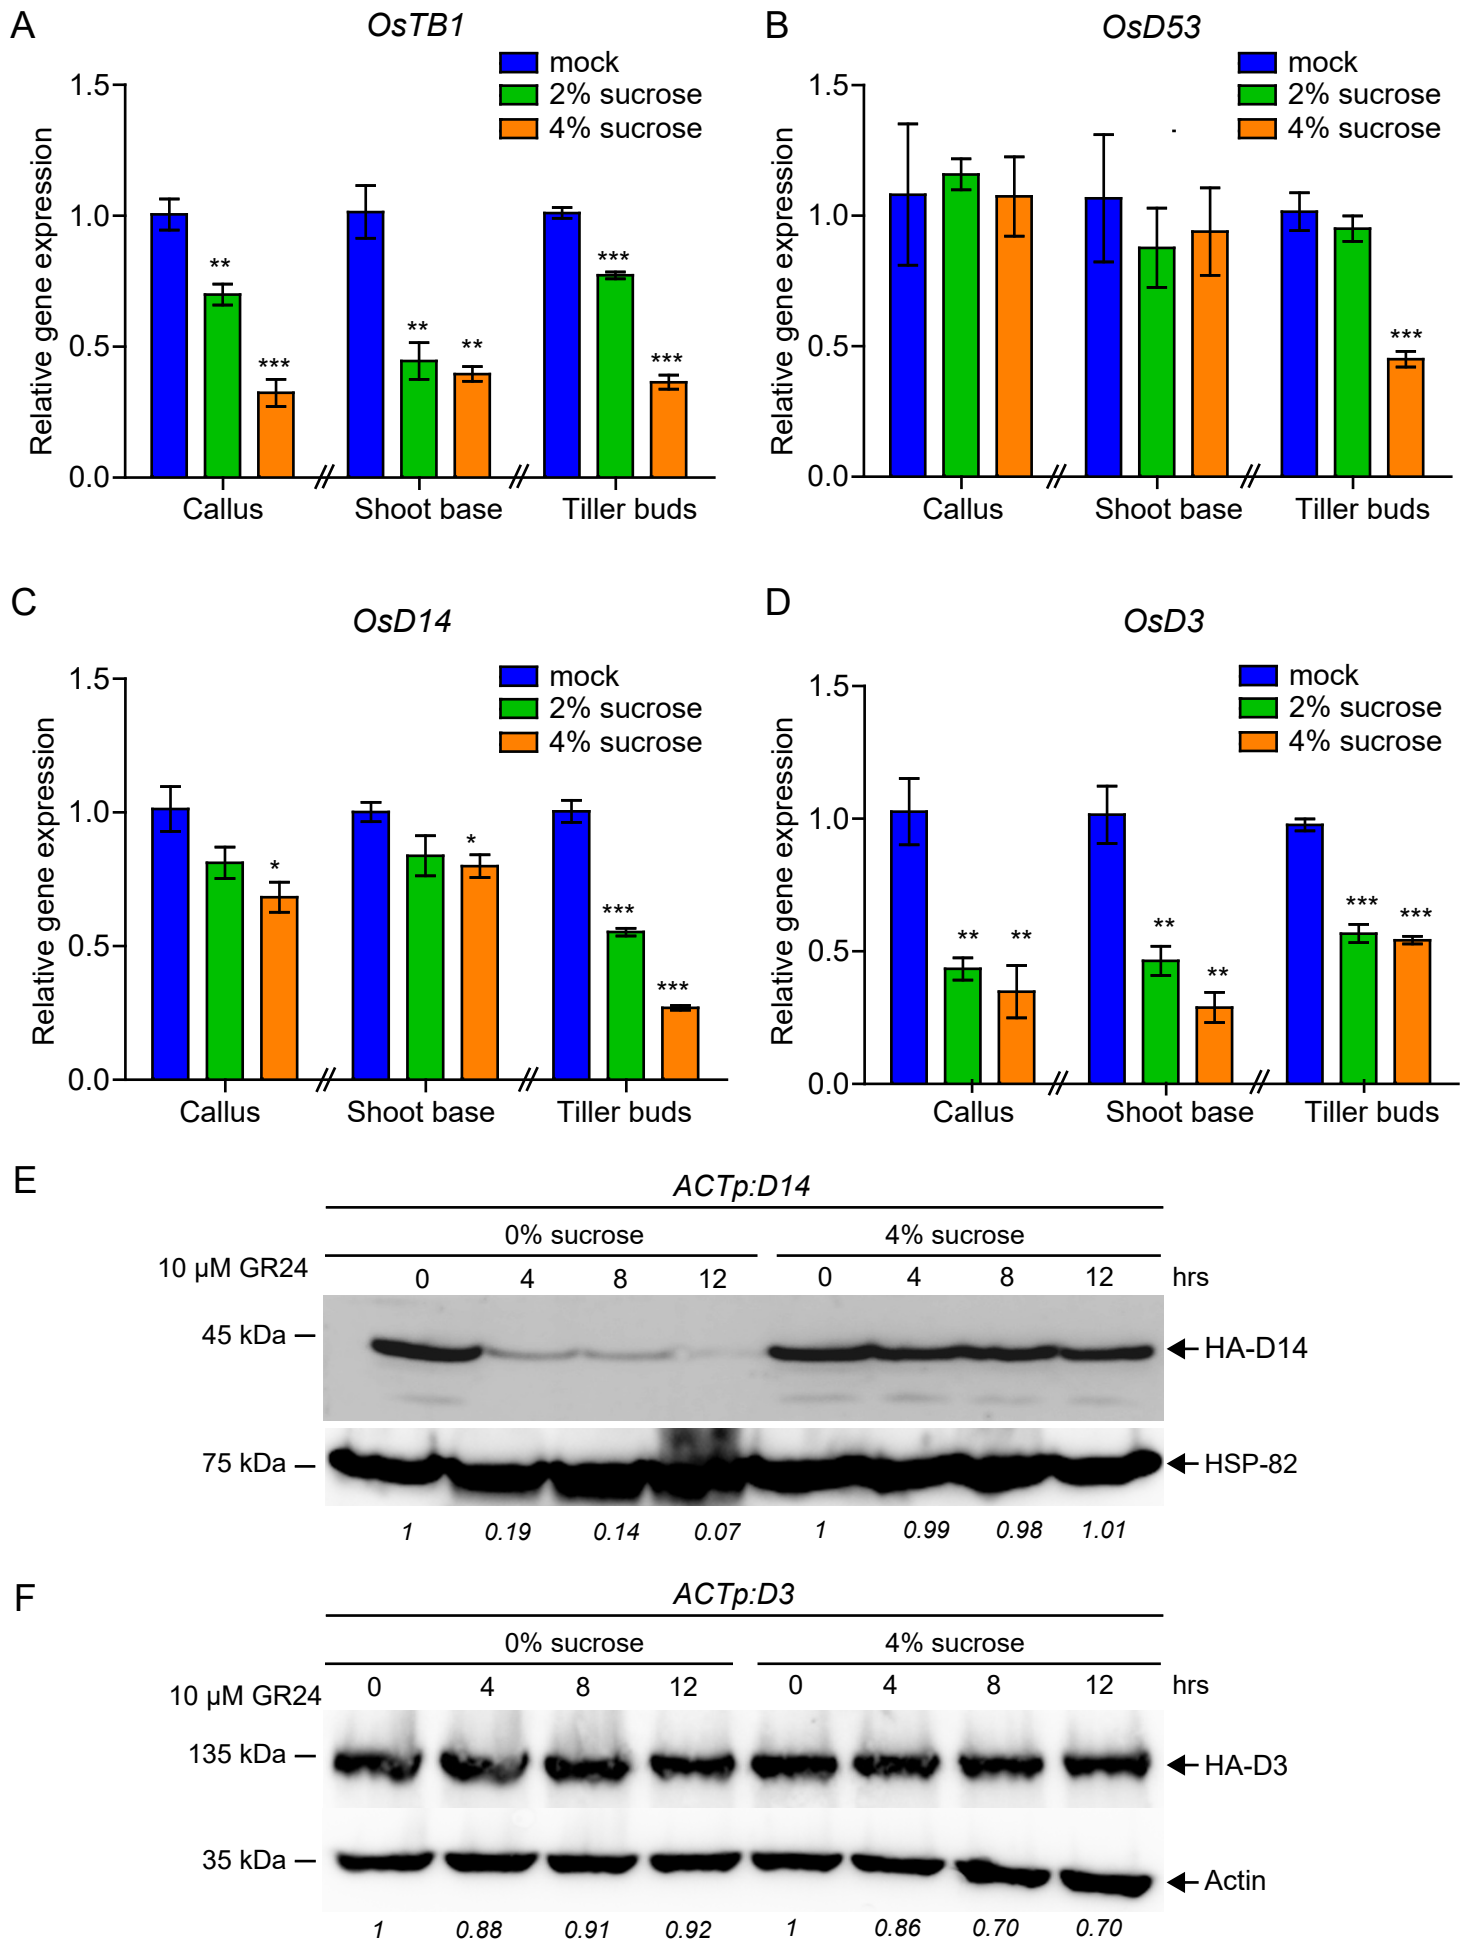 A
OsTB1
mock
2% sucrose
4% sucrose
Relative gene expression
1.5
1.0
0.5
0.0
** *** ** ** *** ***
Callus Shoot base Tiller buds
B
OsD53
mock
2% sucrose
4% sucrose
Relative gene expression
1.5
1.0
0.5
0.0
***
Callus Shoot base Tiller buds
C
OsD14
mock
2% sucrose
4% sucrose
Relative gene expression
1.5
1.0
0.5
0.0
* * *** ***
Callus Shoot base Tiller buds
D
OsD3
mock
2% sucrose
4% sucrose
Relative gene expression
1.5
1.0
0.5
0.0
** ** ** ** *** ***
Callus Shoot base Tiller buds
E
ACTp:D14
0% sucrose 4% sucrose
10 µM GR24 0 4 8 12 0 4 8 12 hrs
45 kDa HA-D14
75 kDa HSP-82
1 0.19 0.14 0.07 1 0.99 0.98 1.01
F
ACTp:D3
0% sucrose 4% sucrose
10 µM GR24 0 4 8 12 0 4 8 12 hrs
135 kDa HA-D3
35 kDa Actin
1 0.88 0.91 0.92 1 0.86 0.70 0.70